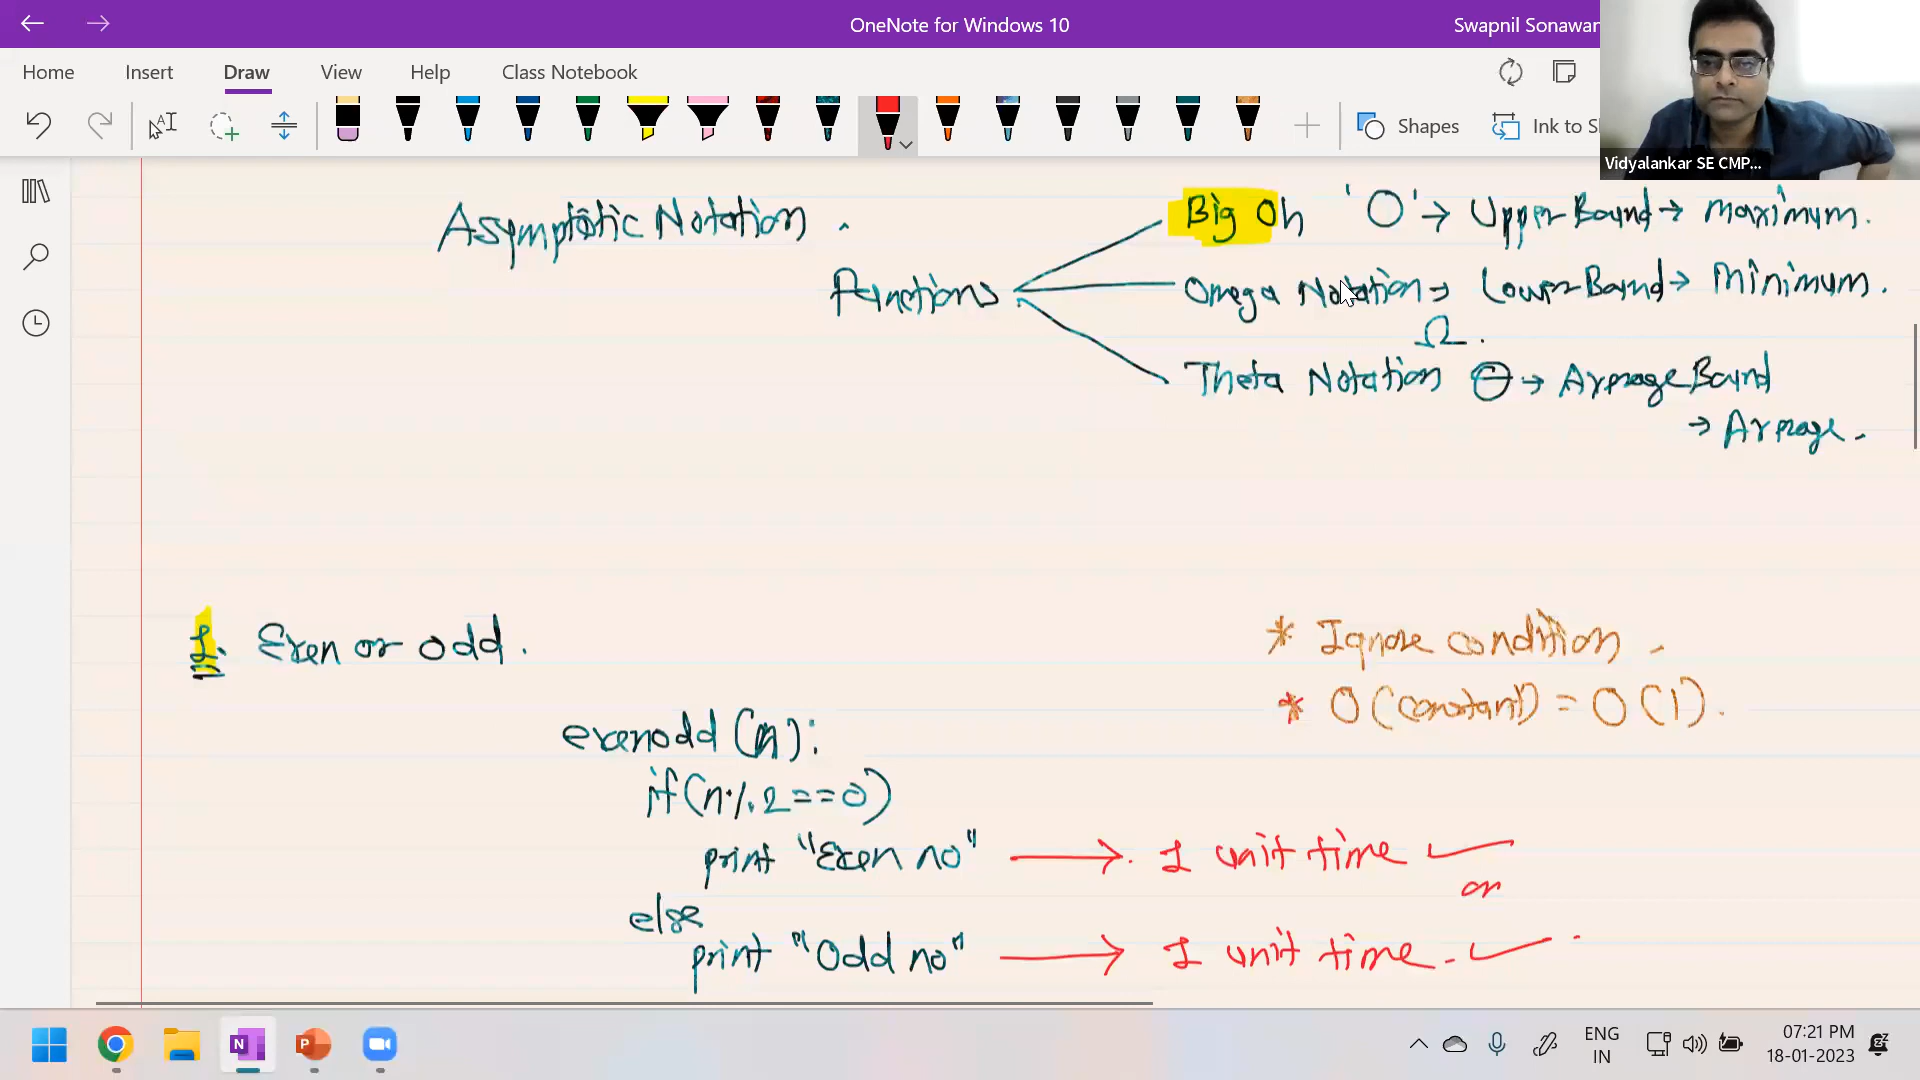 OneNote for Windows 10
Swapnil Sonawar
Home Insert Draw View Help Class Notebook
Shapes
Ink to S
Vidyalankar SE CMP...
Asymptotic Notation .
Functions
Big Oh 'O' → Upper Bound → maximum.
Omega Notation → Lower Bound → Minimum.
Ω .
Theta Notation Θ → Average Bound
→ Average.
1. Even or odd.
* Ignore condition .
* O(constant) = O(1).
evenodd(n):
if(n%2==0)
print "Even no" → 1 unit time
or
else
print "Odd no" → 1 unit time.
ENG
IN
07:21 PM
18-01-2023